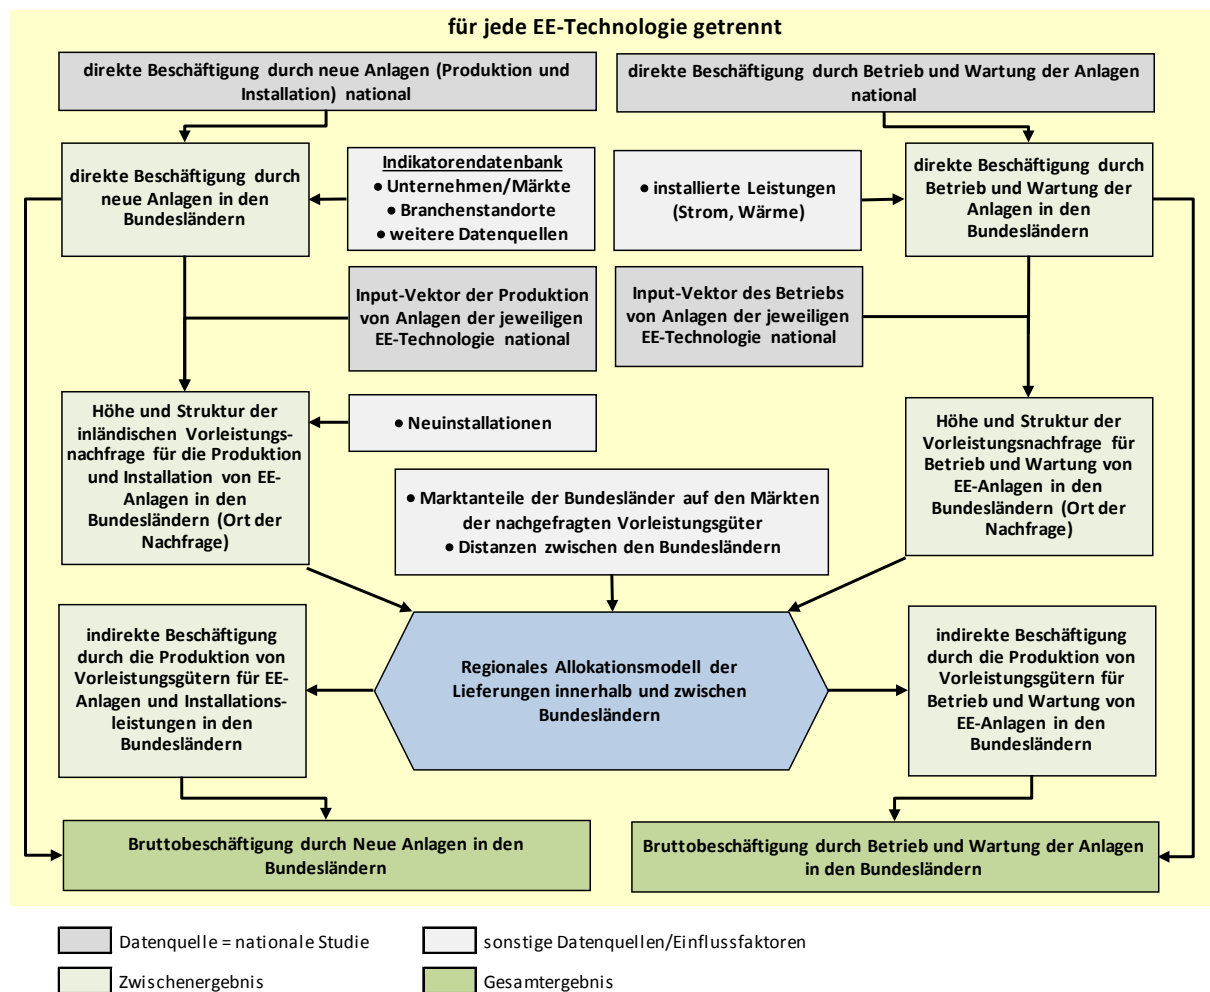 für jede EE-Technologie getrennt
direkte Beschäftigung durch neue Anlagen (Produktion und
Installation) national
direkte Beschäftigung durch Betrieb und Wartung der Anlagen
national
direkte Beschäftigung durch
neue Anlagen in den
Bundesländern
Indikatorendatenbank
• Unternehmen/Märkte
• Branchenstandorte
• weitere Datenquellen
• installierte Leistungen
(Strom, Wärme)
direkte Beschäftigung durch
Betrieb und Wartung der
Anlagen in den
Bundesländern
Input-Vektor der Produktion
von Anlagen der jeweiligen
EE-Technologie national
Input-Vektor des Betriebs
von Anlagen der jeweiligen
EE-Technologie national
Höhe und Struktur der
inländischen Vorleistungs-
nachfrage für die Produktion
und Installation von EE-
Anlagen in den
Bundesländern (Ort der
Nachfrage)
• Neuinstallationen
Höhe und Struktur der
Vorleistungsnachfrage für
Betrieb und Wartung von
EE-Anlagen in den
Bundesländern (Ort der
Nachfrage)
• Marktanteile der Bundesländer auf den Märkten
der nachgefragten Vorleistungsgüter
• Distanzen zwischen den Bundesländern
indirekte Beschäftigung
durch die Produktion von
Vorleistungsgütern für EE-
Anlagen und Installations-
leistungen in den
Bundesländern
Regionales Allokationsmodell der
Lieferungen innerhalb und zwischen
Bundesländern
indirekte Beschäftigung
durch die Produktion von
Vorleistungsgütern für
Betrieb und Wartung von
EE-Anlagen in den
Bundesländern
Bruttobeschäftigung durch Neue Anlagen in den
Bundesländern
Bruttobeschäftigung durch Betrieb und Wartung der Anlagen
in den Bundesländern
Datenquelle = nationale Studie
sonstige Datenquellen/Einflussfaktoren
Zwischenergebnis
Gesamtergebnis